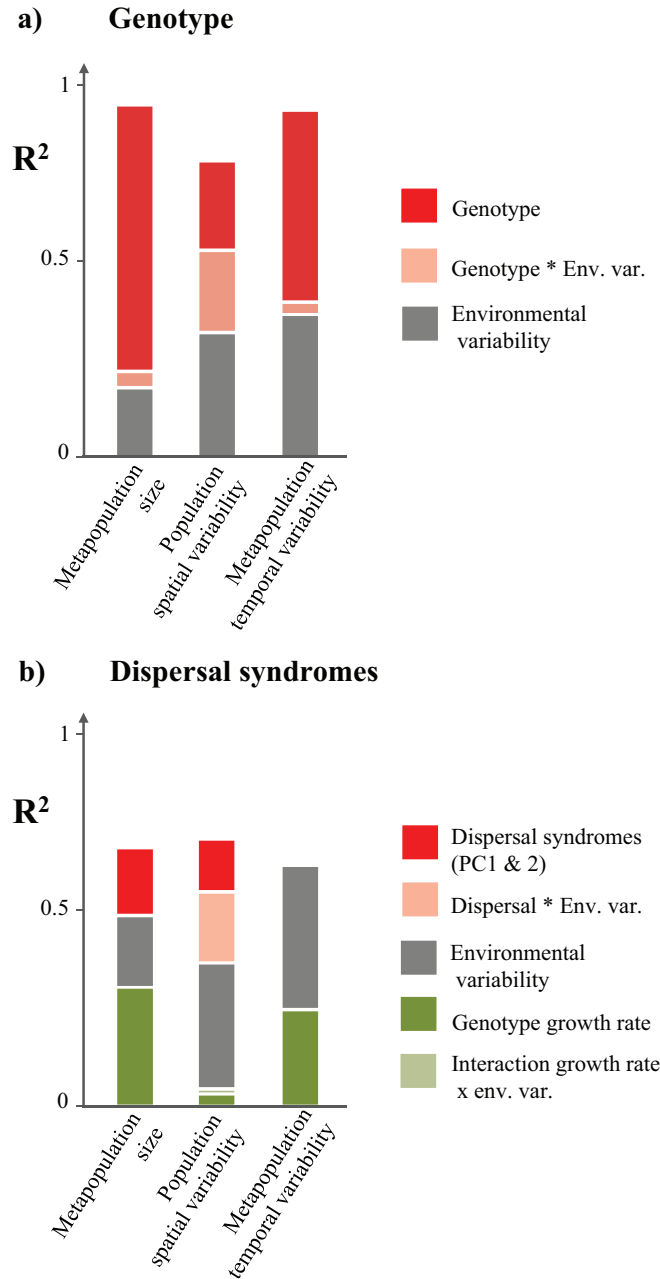 a) Genotype
1
R²
0.5
0
Genotype
Genotype * Env. var.
Environmental
variability
Metapopulation
size
Population
spatial variability
Metapopulation
temporal variability
b) Dispersal syndromes
1
R²
0.5
0
Dispersal syndromes
(PC1 & 2)
Dispersal * Env. var.
Environmental
variability
Genotype growth rate
Interaction growth rate
x env. var.
Metapopulation
size
Population
spatial variability
Metapopulation
temporal variability